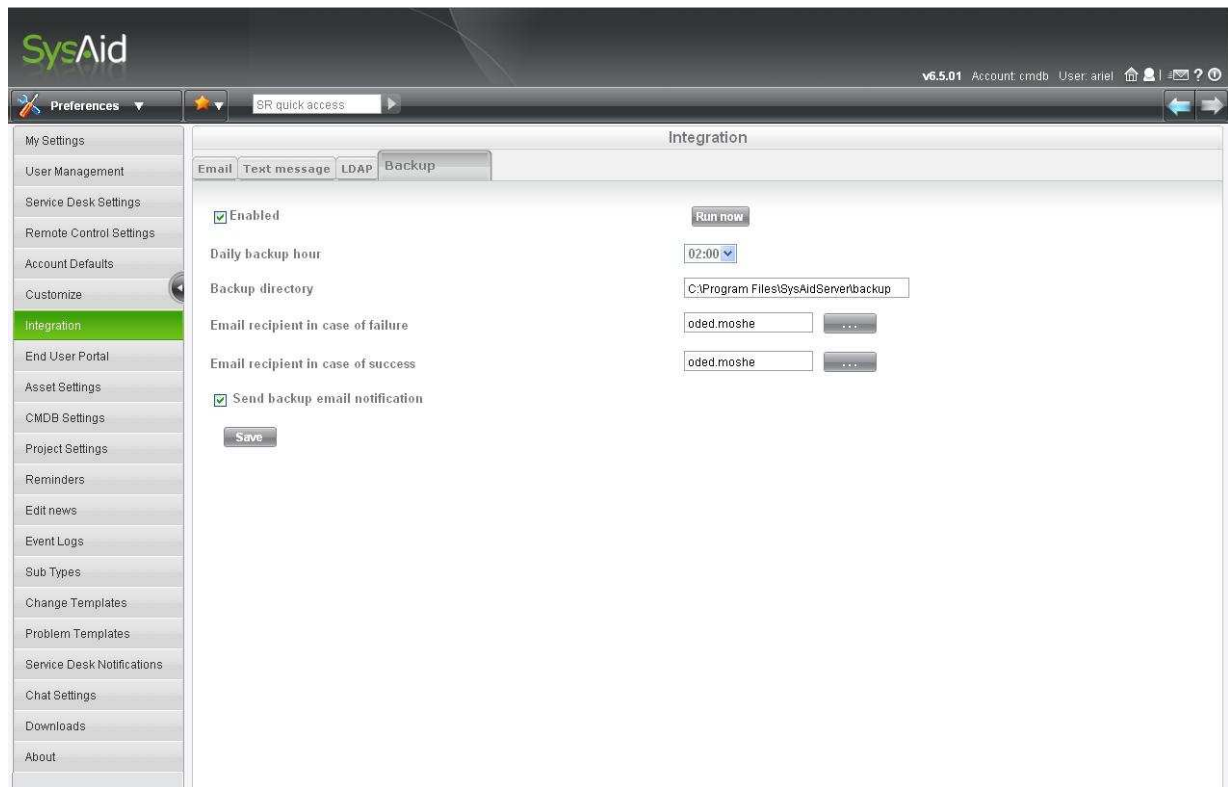 SysAid
v6.5.01 Account: cmdb User: ariel
Preferences
SR quick access
My Settings
User Management
Service Desk Settings
Remote Control Settings
Account Defaults
Customize
Integration
End User Portal
Asset Settings
CMDB Settings
Project Settings
Reminders
Edit news
Event Logs
Sub Types
Change Templates
Problem Templates
Service Desk Notifications
Chat Settings
Downloads
About
Integration
Email Text message LDAP Backup
Enabled Run now
Daily backup hour 02:00
Backup directory C:\Program Files\SysAidServer\backup
Email recipient in case of failure oded.moshe ...
Email recipient in case of success oded.moshe ...
Send backup email notification
Save